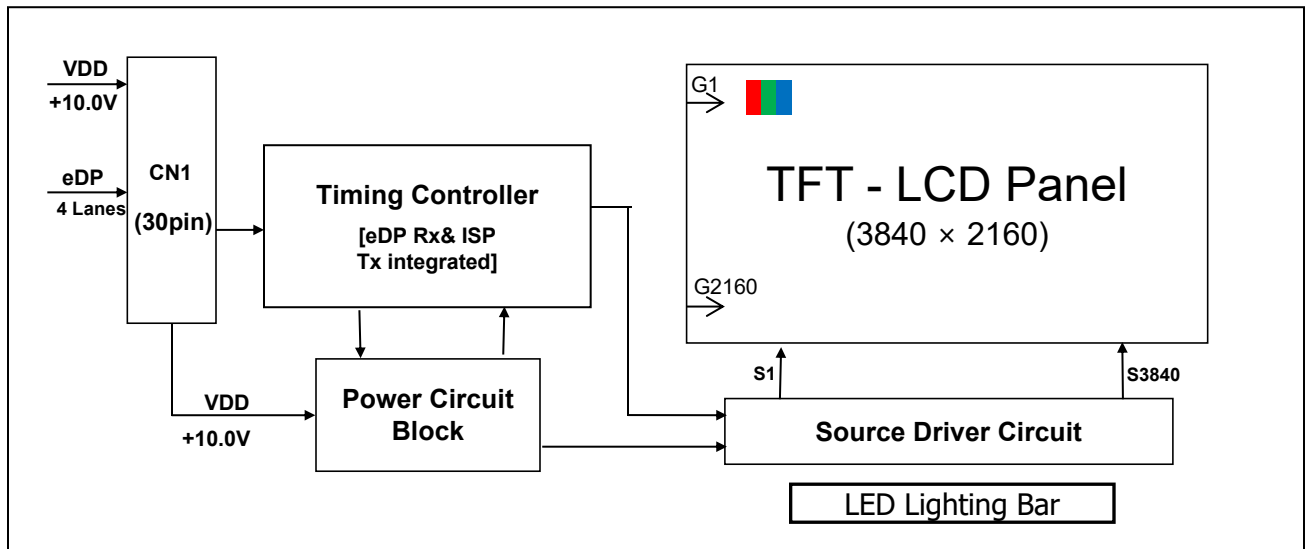 VDD
+10.0V
eDP
4 Lanes
CN1
(30pin)
Timing Controller
[eDP Rx& ISP
Tx integrated]
VDD
+10.0V
Power Circuit
Block
G1
TFT - LCD Panel
(3840 × 2160)
G2160
S1
S3840
Source Driver Circuit
LED Lighting Bar